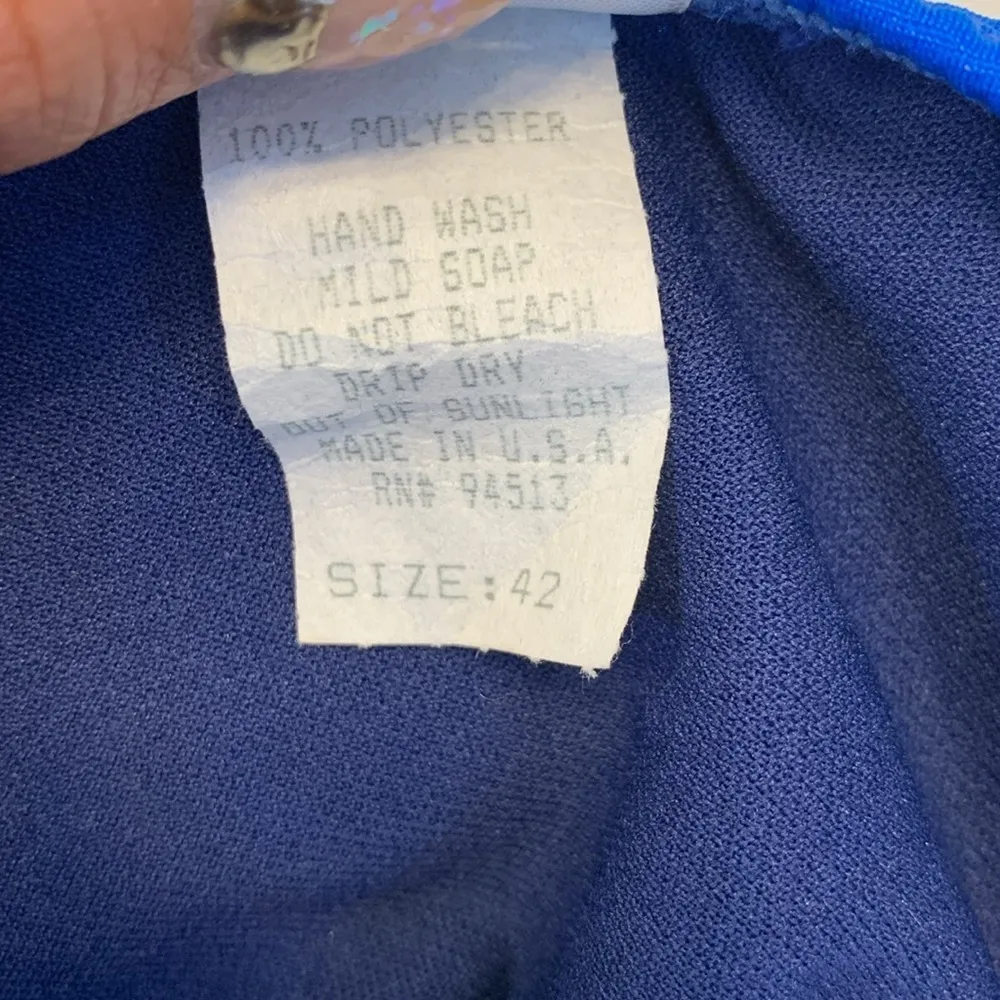 100% POLYESTER
HAND WASH
MILD SOAP
DO NOT BLEACH
DRIP DRY
OUT OF SUNLIGHT
MADE IN U.S.A.
RN# 94513
SIZE:42